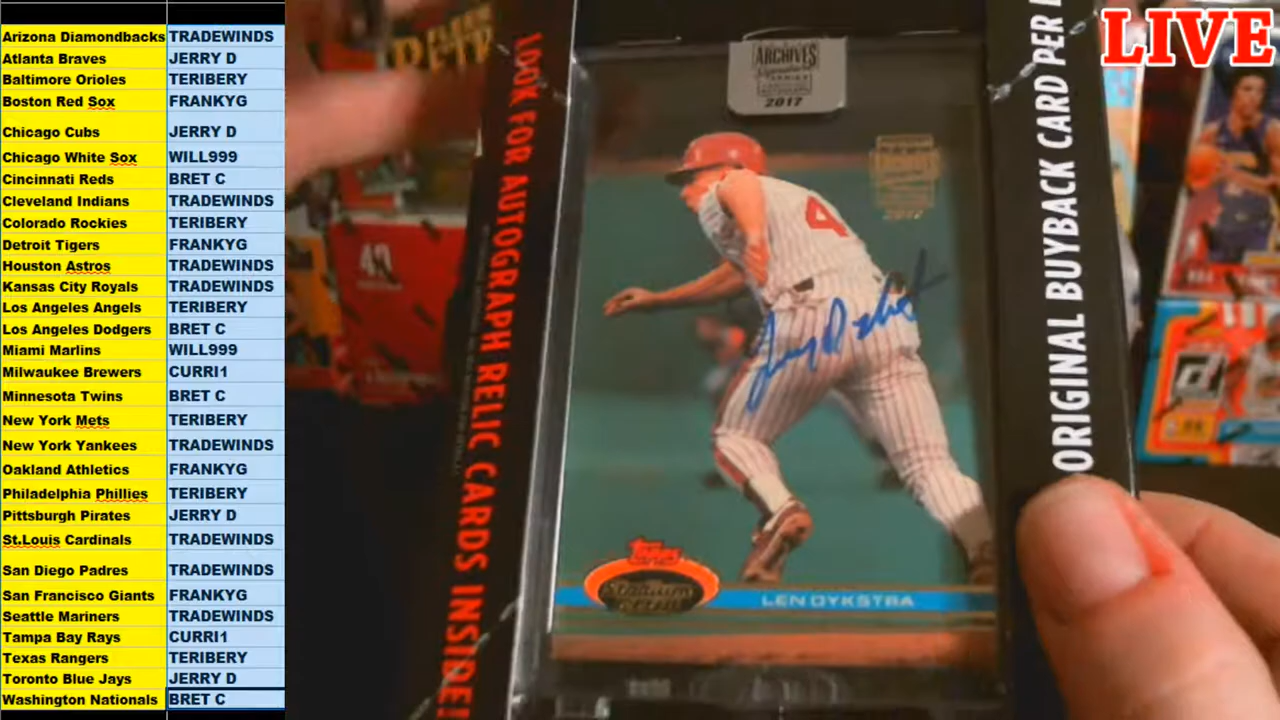 Arizona Diamondbacks TRADEWINDS
Atlanta Braves JERRY D
Baltimore Orioles TERIBERY
Boston Red Sox FRANKYG
Chicago Cubs JERRY D
Chicago White Sox WILL999
Cincinnati Reds BRET C
Cleveland Indians TRADEWINDS
Colorado Rockies TERIBERY
Detroit Tigers FRANKYG
Houston Astros TRADEWINDS
Kansas City Royals TRADEWINDS
Los Angeles Angels TERIBERY
Los Angeles Dodgers BRET C
Miami Marlins WILL999
Milwaukee Brewers CURRI1
Minnesota Twins BRET C
New York Mets TERIBERY
New York Yankees TRADEWINDS
Oakland Athletics FRANKYG
Philadelphia Phillies TERIBERY
Pittsburgh Pirates JERRY D
St.Louis Cardinals TRADEWINDS
San Diego Padres TRADEWINDS
San Francisco Giants FRANKYG
Seattle Mariners TRADEWINDS
Tampa Bay Rays CURRI1
Texas Rangers TERIBERY
Toronto Blue Jays JERRY D
Washington Nationals BRET C
LOOK FOR AUTOGRAPH RELIC CARDS INSIDE!
ARCHIVES
Signature
SERIES
2017
4
Topps
Stadium
LEN DYKSTRA
ORIGINAL BUYBACK CARD PER
LIVE